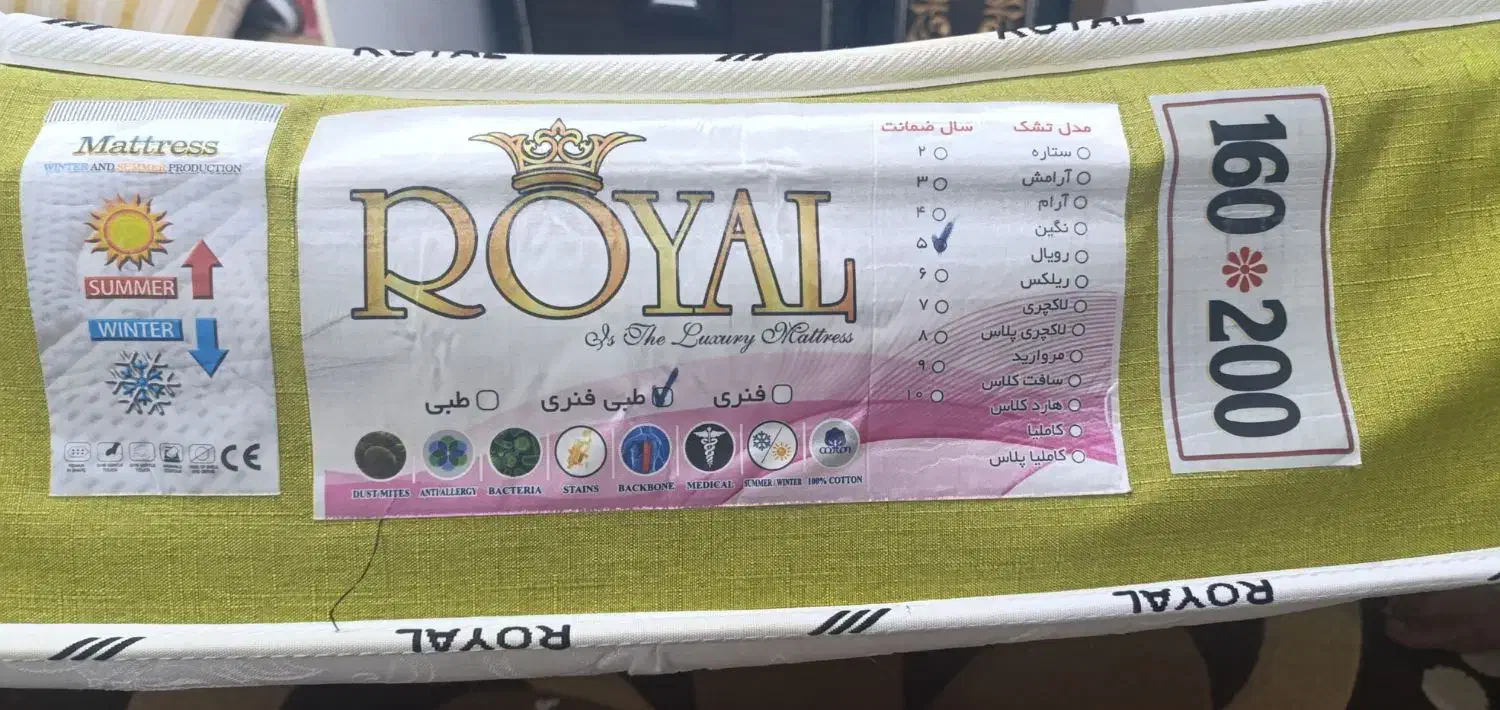 ROYAL
ROYAL
Mattress
WINTER AND SUMMER PRODUCTION
SUMMER
WINTER
CE
ROYAL
Is The Luxury Mattress
فنری
طبی فنری
طبی
DUST MITES
ANTI ALLERGY
BACTERIA
STAINS
BACKBONE
MEDICAL
SUMMER / WINTER
100% COTTON
COTTON
مدل تشک
ستاره
آرامش
آرام
نگین
رویال
ریلکس
لاکچری
لاکچری پلاس
مروارید
سافت کلاس
هارد کلاس
کاملیا
کاملیا پلاس
سال ضمانت
۲
۳
۴
۵
۶
۷
۸
۹
۱۰
160
200
ROYAL
ROYAL